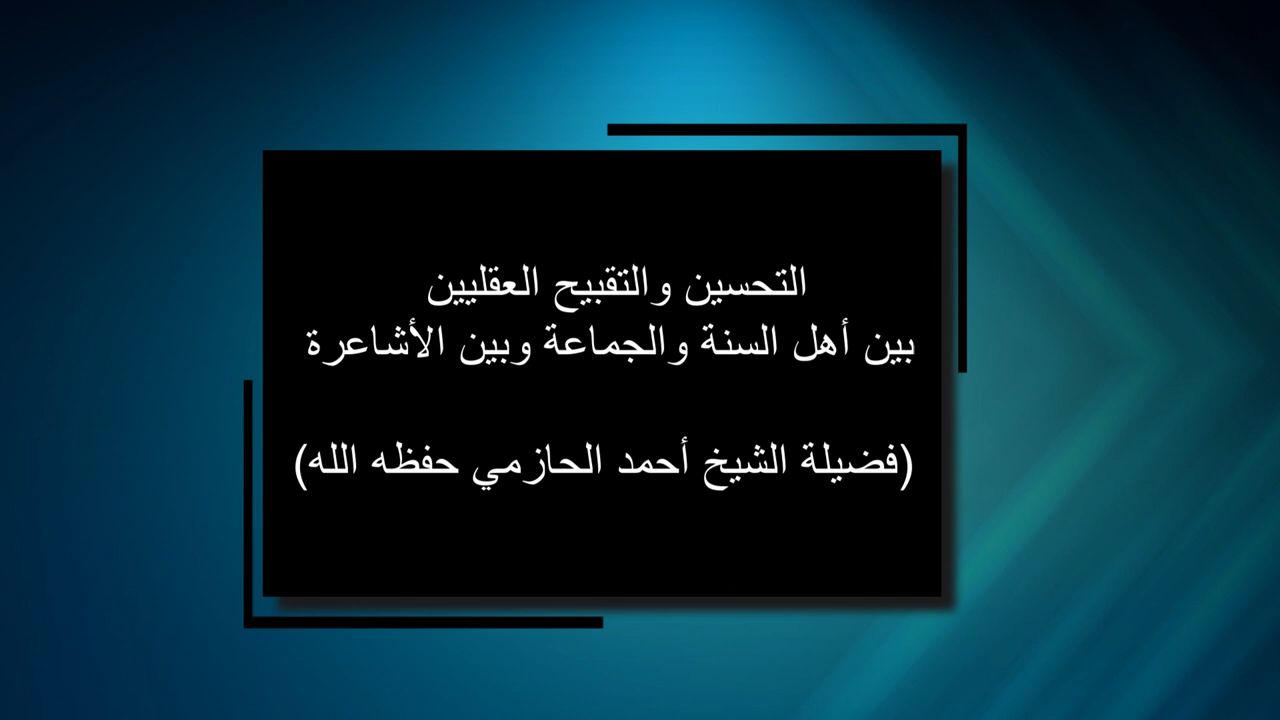 التحسين والتقبيح العقليين
بين أهل السنة والجماعة وبين الأشاعرة
(فضيلة الشيخ أحمد الحازمي حفظه الله)